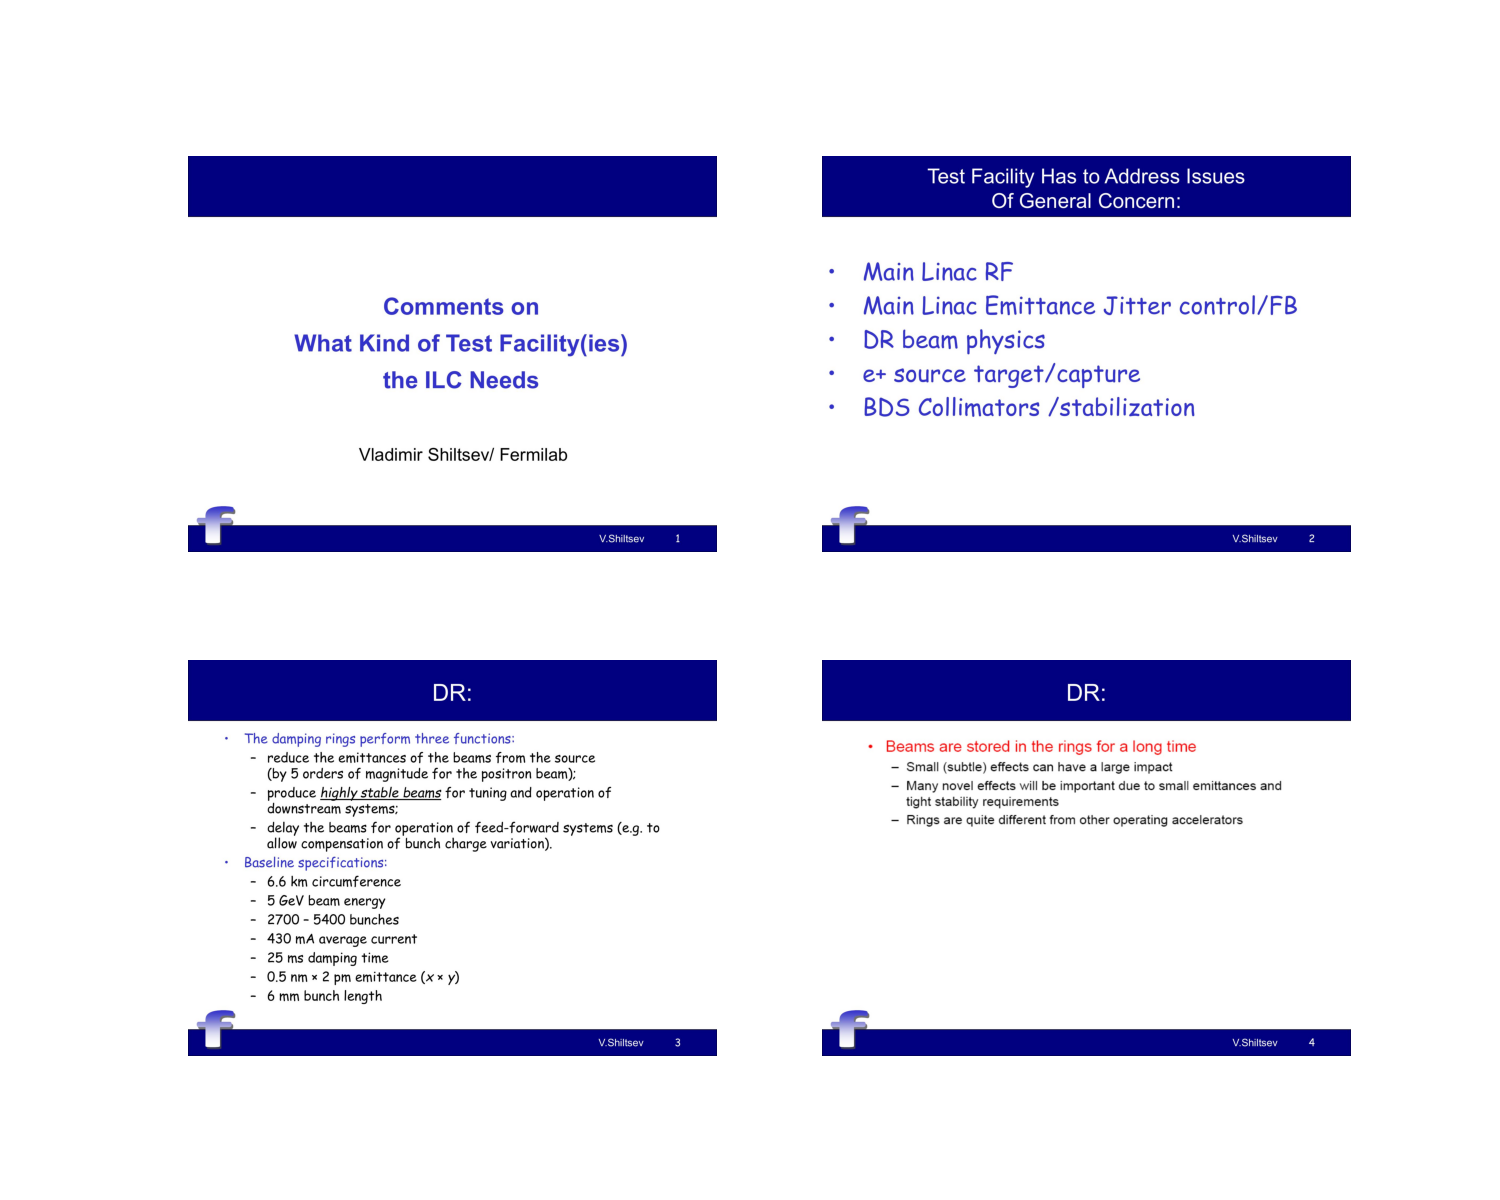 Comments on
What Kind of Test Facility(ies)
the ILC Needs
Vladimir Shiltsev/ Fermilab
f
V.Shiltsev 1
Test Facility Has to Address Issues
Of General Concern:
• Main Linac RF
• Main Linac Emittance Jitter control/FB
• DR beam physics
• e+ source target/capture
• BDS Collimators /stabilization
f
V.Shiltsev 2
DR:
• The damping rings perform three functions:
– reduce the emittances of the beams from the source
(by 5 orders of magnitude for the positron beam);
– produce highly stable beams for tuning and operation of
downstream systems;
– delay the beams for operation of feed-forward systems (e.g. to
allow compensation of bunch charge variation).
• Baseline specifications:
– 6.6 km circumference
– 5 GeV beam energy
– 2700 – 5400 bunches
– 430 mA average current
– 25 ms damping time
– 0.5 nm × 2 pm emittance (x × y)
– 6 mm bunch length
f
V.Shiltsev 3
DR:
• Beams are stored in the rings for a long time
– Small (subtle) effects can have a large impact
– Many novel effects will be important due to small emittances and
tight stability requirements
– Rings are quite different from other operating accelerators
f
V.Shiltsev 4